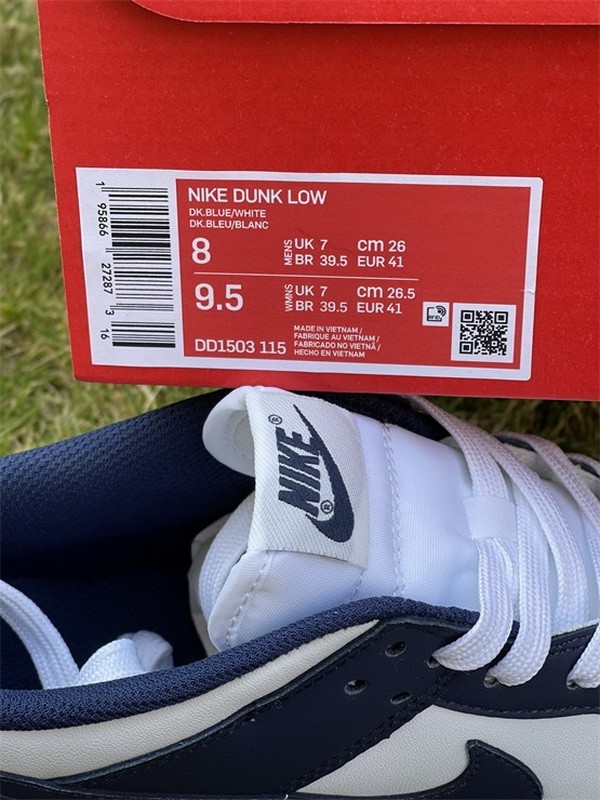 NIKE DUNK LOW
DK.BLUE/WHITE
DK.BLEU/BLANC
8 MENS UK 7 cm 26
BR 39.5 EUR 41
9.5 WMNS UK 7 cm 26.5
BR 39.5 EUR 41
DD1503 115
MADE IN VIETNAM /
FABRIQUE AU VIETNAM /
FABRICADO NO VIETNÃ /
HECHO EN VIETNAM
1 95866 27287 3 16
NIKE®
®